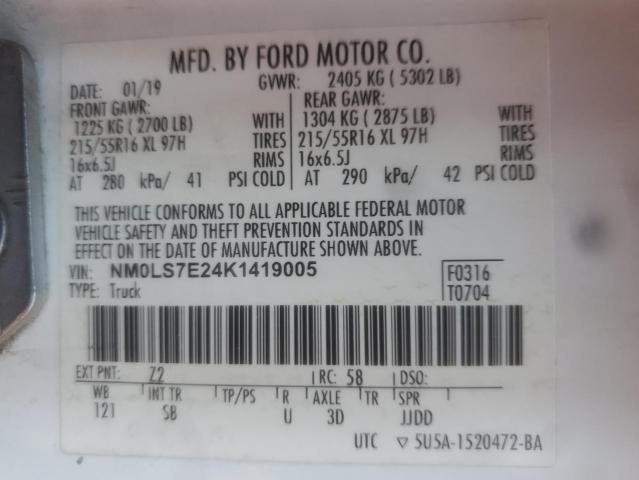 MFD. BY FORD MOTOR CO.
DATE: 01/19 GVWR: 2405 KG ( 5302 LB)
FRONT GAWR: REAR GAWR:
1225 KG ( 2700 LB) WITH 1304 KG ( 2875 LB) WITH
215/55R16 XL 97H TIRES 215/55R16 XL 97H TIRES
16x6.5J RIMS 16x6.5J RIMS
AT 280 kPa/ 41 PSI COLD AT 290 kPa/ 42 PSI COLD
THIS VEHICLE CONFORMS TO ALL APPLICABLE FEDERAL MOTOR
VEHICLE SAFETY AND THEFT PREVENTION STANDARDS IN
EFFECT ON THE DATE OF MANUFACTURE SHOWN ABOVE.
VIN: NM0LS7E24K1419005 F0316
TYPE: Truck T0704
EXT PNT: Z2 RC: 58 DSO:
WB INT TR TP/PS R AXLE TR SPR
121 SB U 3D JJDD
UTC ▽ 5U5A-1520472-BA